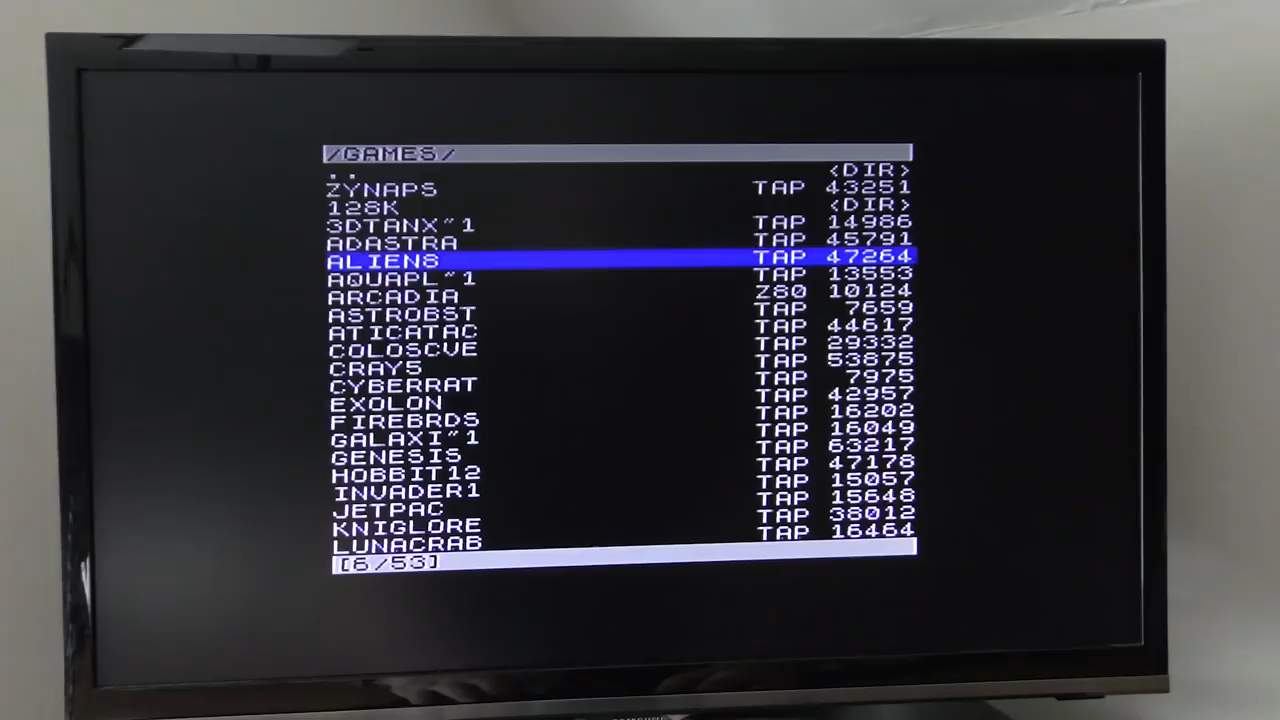 /GAMES/
.. <DIR>
ZYNAPS TAP 43251
128K <DIR>
3DTANX~1 TAP 14986
ADASTRA TAP 45791
ALIEN8 TAP 47264
AQUAPL~1 TAP 13553
ARCADIA Z80 10124
ASTROBST TAP 7659
ATICATAC TAP 44617
COLOSCVE TAP 29332
CRAY5 TAP 53875
CYBERRAT TAP 7975
EXOLON TAP 42957
FIREBRDS TAP 16202
GALAXI~1 TAP 16049
GENESIS TAP 63217
HOBBIT12 TAP 47178
INVADER1 TAP 15057
JETPAC TAP 15648
KNIGLORE TAP 38012
LUNACRAB TAP 16464
[6/53]